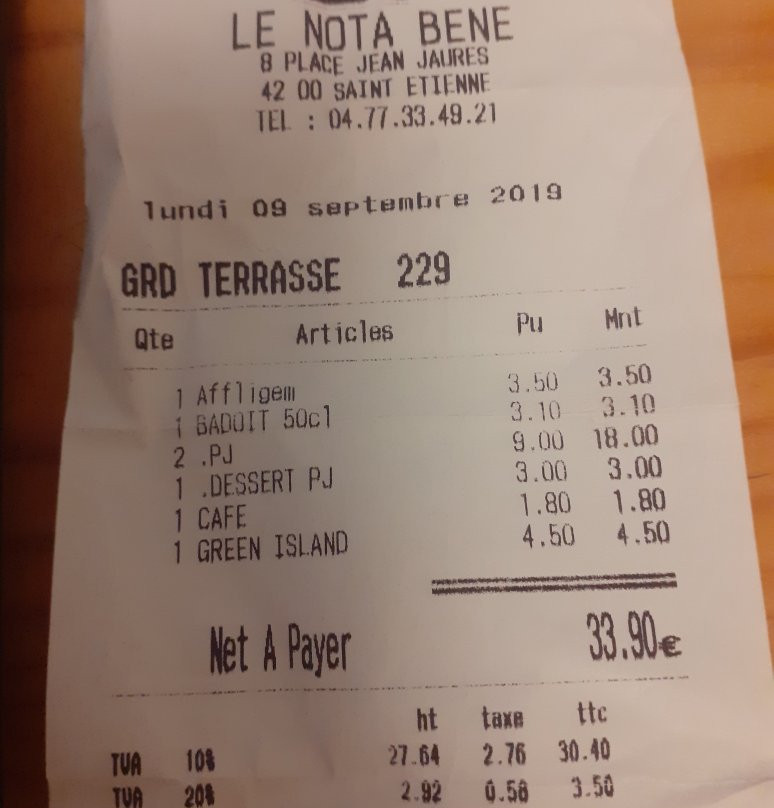 LE NOTA BENE
8 PLACE JEAN JAURES
42 00 SAINT ETIENNE
TEL : 04.77.33.49.21
lundi 09 septembre 2019
GRD TERRASSE 229
Qte Articles Pu Mnt
1 Affligem 3.50 3.50
1 BADOIT 50cl 3.10 3.10
2 .PJ 9.00 18.00
1 .DESSERT PJ 3.00 3.00
1 CAFE 1.80 1.80
1 GREEN ISLAND 4.50 4.50
Net A Payer 33.90€
ht taxe ttc
TVA 10% 27.64 2.76 30.40
TVA 20% 2.92 0.58 3.50